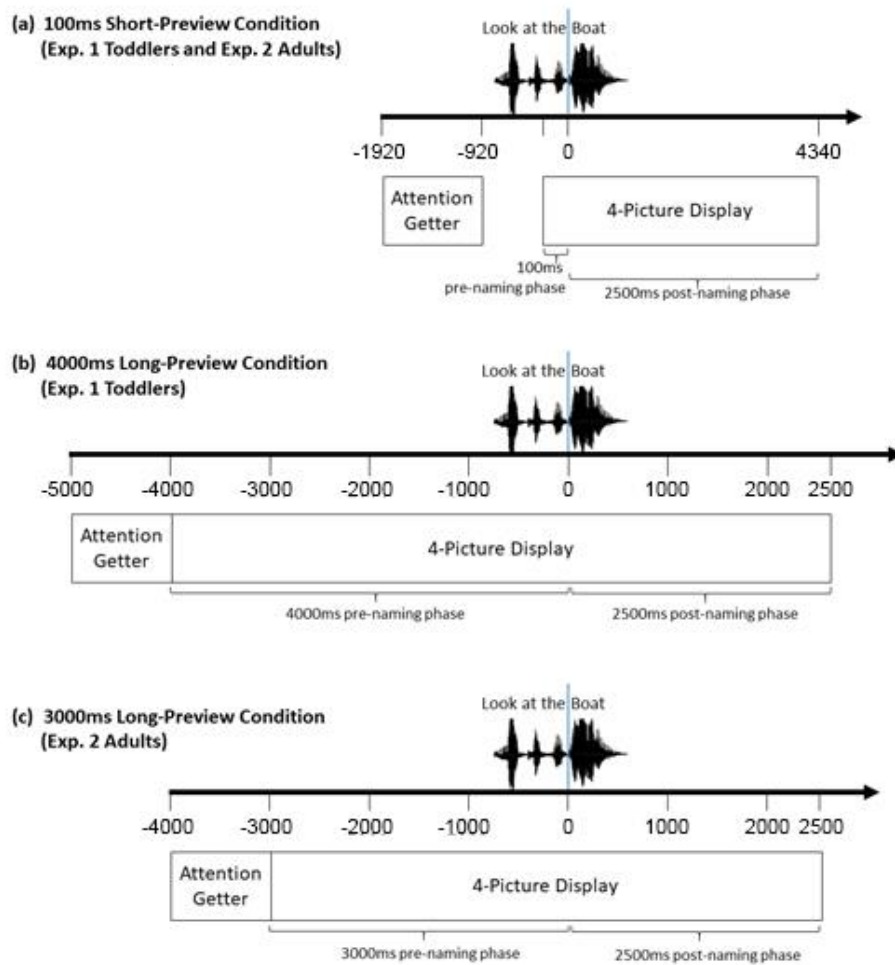 (a) 100ms Short-Preview Condition
(Exp. 1 Toddlers and Exp. 2 Adults)
Look at the Boat
-1920 -920 0 4340
Attention
Getter
4-Picture Display
100ms
pre-naming phase
2500ms post-naming phase
(b) 4000ms Long-Preview Condition
(Exp. 1 Toddlers)
Look at the Boat
-5000 -4000 -3000 -2000 -1000 0 1000 2000 2500
Attention
Getter
4-Picture Display
4000ms pre-naming phase 2500ms post-naming phase
(c) 3000ms Long-Preview Condition
(Exp. 2 Adults)
Look at the Boat
-4000 -3000 -2000 -1000 0 1000 2000 2500
Attention
Getter
4-Picture Display
3000ms pre-naming phase 2500ms post-naming phase